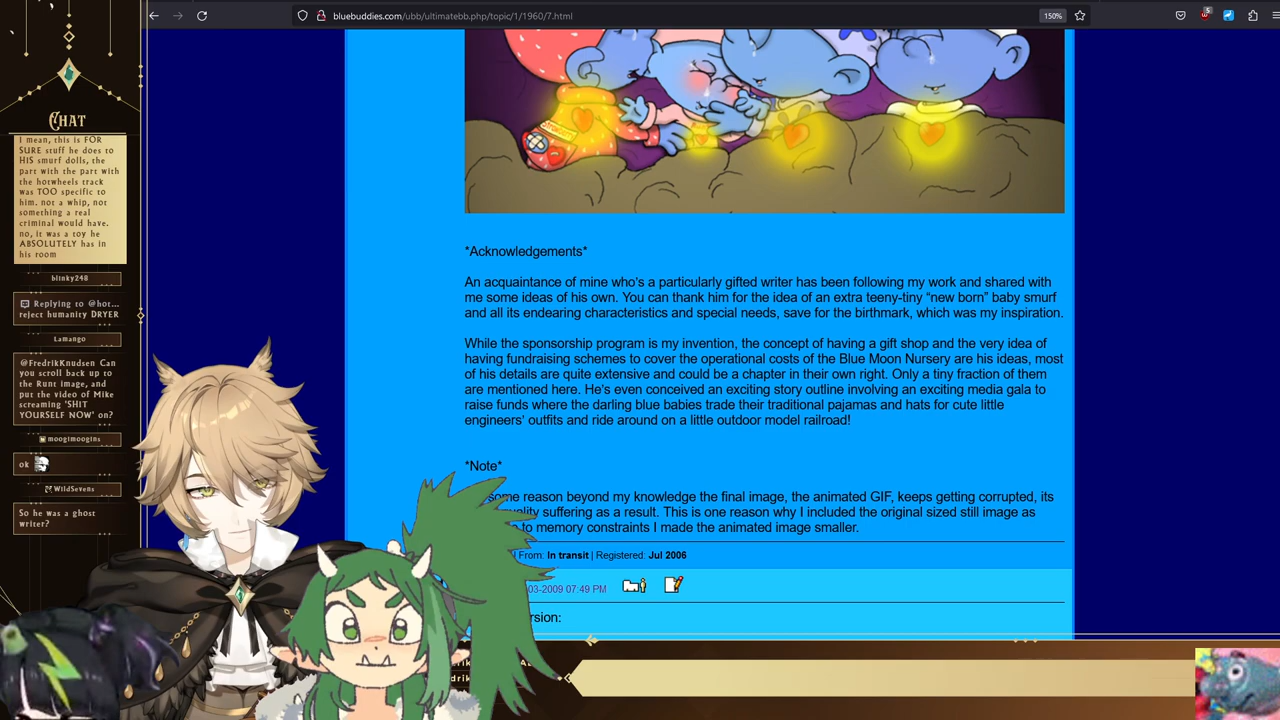 bluebuddies.com/ubb/ultimatebb.php/topic/1/1960/7.html
150%
5
CHAT
I mean, this is FOR
SURE stuff he does to
HIS smurf dolls, the
part with the part with
the hotwheels track
was TOO specific to
him. not a whip, not
something a real
criminal would have.
no, it was a toy he
ABSOLUTELY has in
his room
blinky248
Replying to @hot...
reject humanity DRYER
Lamango
@FredrikKnudsen Can
you scroll back up to
the Runt image, and
put the video of Mike
screaming 'SHIT
YOURSELF NOW' on?
moogimoogins
ok
WildSevens
So he was a ghost
writer?
*Acknowledgements*
An acquaintance of mine who's a particularly gifted writer has been following my work and shared with
me some ideas of his own. You can thank him for the idea of an extra teeny-tiny “new born” baby smurf
and all its endearing characteristics and special needs, save for the birthmark, which was my inspiration.
While the sponsorship program is my invention, the concept of having a gift shop and the very idea of
having fundraising schemes to cover the operational costs of the Blue Moon Nursery are his ideas, most
of his details are quite extensive and could be a chapter in their own right. Only a tiny fraction of them
are mentioned here. He's even conceived an exciting story outline involving an exciting media gala to
raise funds where the darling blue babies trade their traditional pajamas and hats for cute little
engineers' outfits and ride around on a little outdoor model railroad!
*Note*
some reason beyond my knowledge the final image, the animated GIF, keeps getting corrupted, its
suffering as a result. This is one reason why I included the original sized still image as
to memory constraints I made the animated image smaller.
From: In transit | Registered: Jul 2006
03-2009 07:49 PM
rsion: